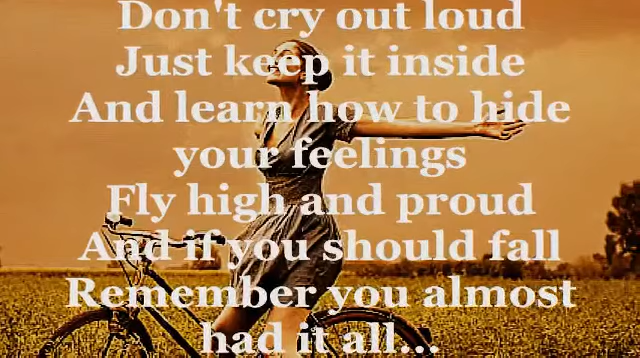 Don't cry out loud
Just keep it inside
And learn how to hide
your feelings
Fly high and proud
And if you should fall
Remember you almost
had it all...